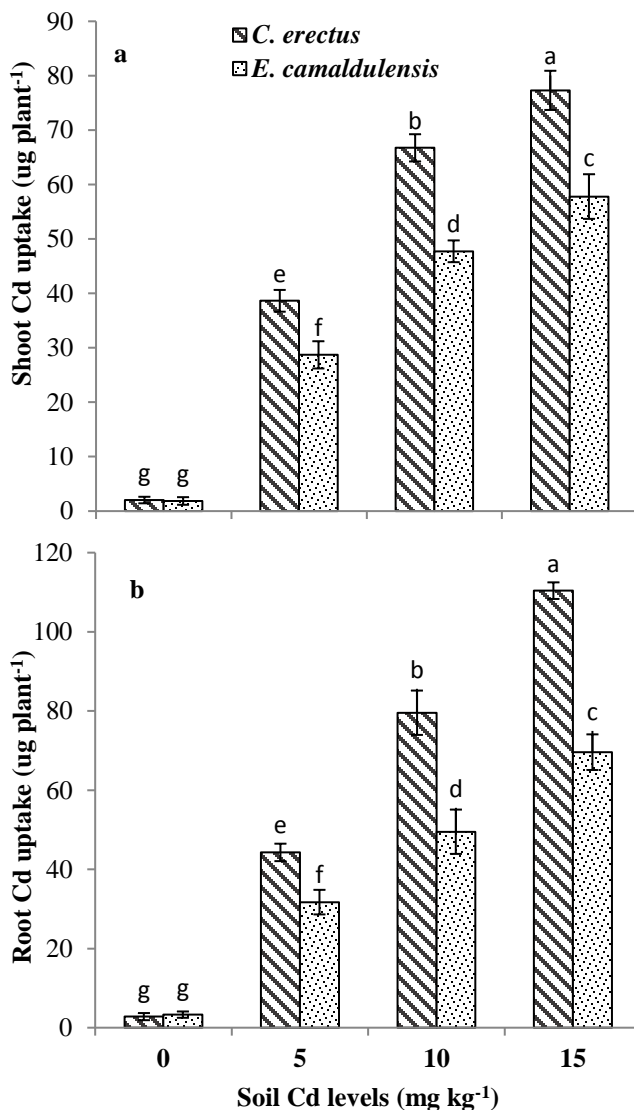 a
C. erectus
E. camaldulensis
Shoot Cd uptake (ug plant-1)
90
80
70
60
50
40
30
20
10
0
g g
e
f
b
d
a
c
b
Root Cd uptake (ug plant-1)
120
100
80
60
40
20
0
g g
e
f
b
d
a
c
0 5 10 15
Soil Cd levels (mg kg-1)